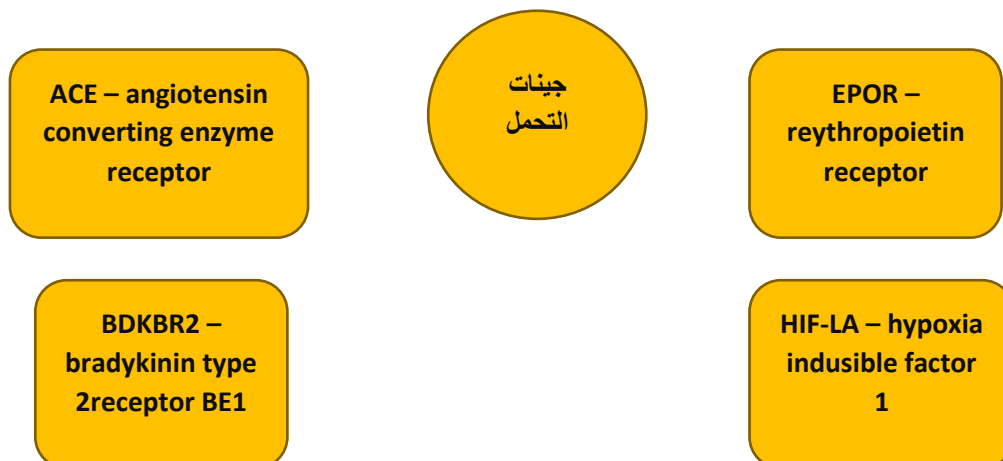 ACE – angiotensin
converting enzyme
receptor
جينات
التحمل
EPOR –
reythropoietin
receptor
BDKBR2 –
bradykinin type
2receptor BE1
HIF-LA – hypoxia
indusible factor
1